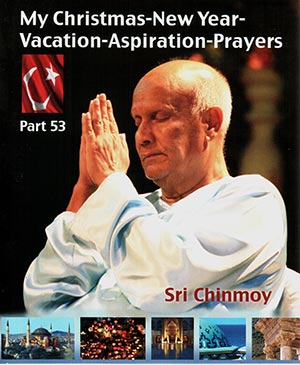 My Christmas-New Year-
Vacation-Aspiration-Prayers
Part 53
Sri Chinmoy